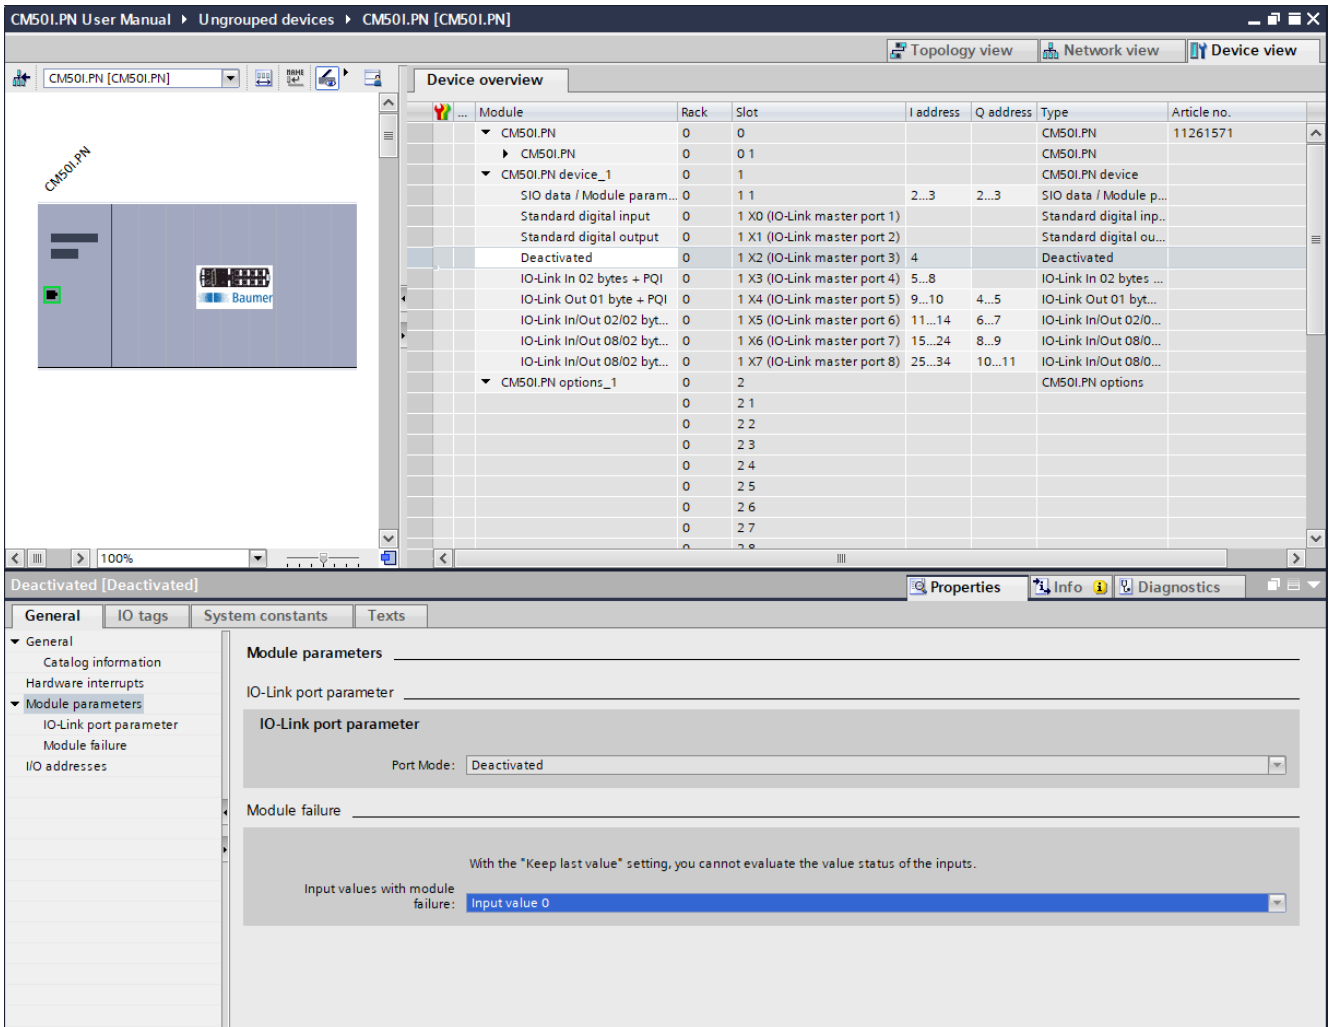 CM50I.PN User Manual ▸ Ungrouped devices ▸ CM50I.PN [CM50I.PN]
Topology view Network view Device view
CM50I.PN [CM50I.PN] Device overview
... Module Rack Slot I address Q address Type Article no.
CM50I.PN 0 0 CM50I.PN 11261571
CM50I.PN 0 0 1 CM50I.PN
CM50I.PN device_1 0 1 CM50I.PN device
SIO data / Module param... 0 1 1 2...3 2...3 SIO data / Module p...
Standard digital input 0 1 X0 (IO-Link master port 1) Standard digital inp..
Standard digital output 0 1 X1 (IO-Link master port 2) Standard digital ou...
Deactivated 0 1 X2 (IO-Link master port 3) 4 Deactivated
IO-Link In 02 bytes + PQI 0 1 X3 (IO-Link master port 4) 5...8 IO-Link In 02 bytes ...
IO-Link Out 01 byte + PQI 0 1 X4 (IO-Link master port 5) 9...10 4...5 IO-Link Out 01 byt...
IO-Link In/Out 02/02 byt... 0 1 X5 (IO-Link master port 6) 11...14 6...7 IO-Link In/Out 02/0...
IO-Link In/Out 08/02 byt... 0 1 X6 (IO-Link master port 7) 15...24 8...9 IO-Link In/Out 08/0...
IO-Link In/Out 08/02 byt... 0 1 X7 (IO-Link master port 8) 25...34 10...11 IO-Link In/Out 08/0...
CM50I.PN options_1 0 2 CM50I.PN options
0 2 1
0 2 2
0 2 3
0 2 4
0 2 5
0 2 6
0 2 7
0 2 8
CM50I.PN
Baumer
100%
Deactivated [Deactivated] Properties Info Diagnostics
General IO tags System constants Texts
General
Catalog information
Hardware interrupts
Module parameters
IO-Link port parameter
Module failure
I/O addresses
Module parameters
IO-Link port parameter
IO-Link port parameter
Port Mode: Deactivated
Module failure
With the "Keep last value" setting, you cannot evaluate the value status of the inputs.
Input values with module
failure: Input value 0